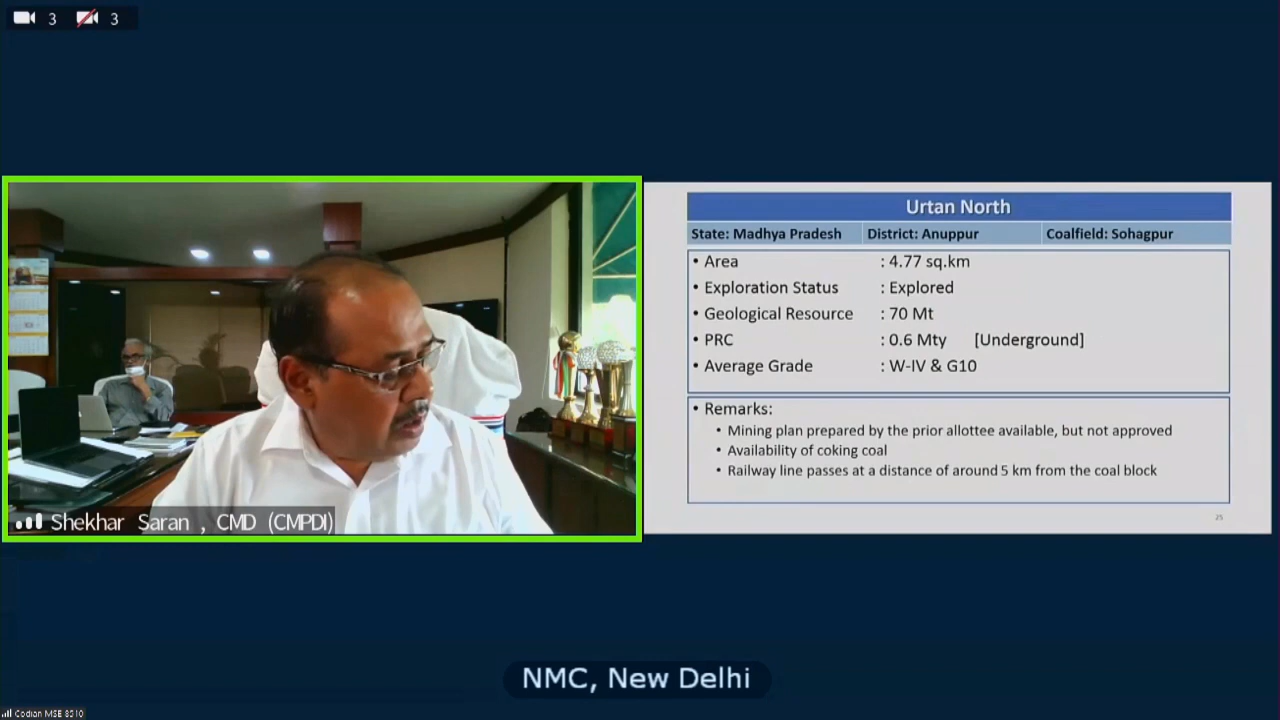 3 3
Urtan North
State: Madhya Pradesh District: Anuppur Coalfield: Sohagpur
• Area : 4.77 sq.km
• Exploration Status : Explored
• Geological Resource : 70 Mt
• PRC : 0.6 Mty [Underground]
• Average Grade : W-IV & G10
• Remarks:
• Mining plan prepared by the prior allottee available, but not approved
• Availability of coking coal
• Railway line passes at a distance of around 5 km from the coal block
25
Shekhar Saran , CMD (CMPDI)
NMC, New Delhi
Codian MSE 8510